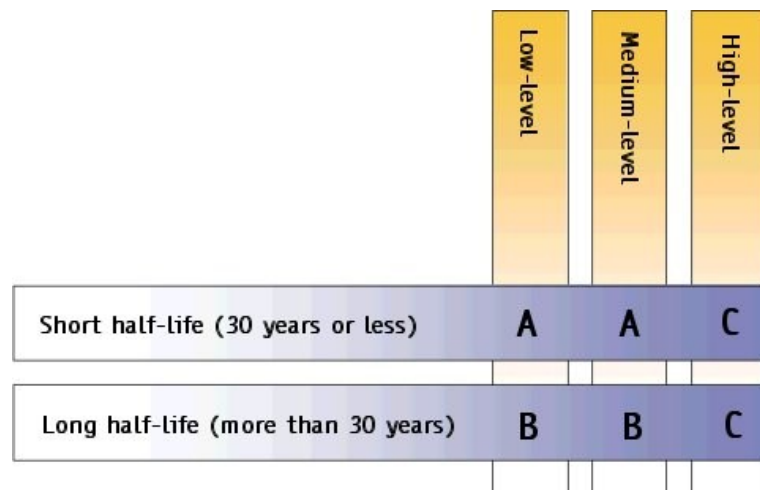 Low-level
Medium-level
High-level
Short half-life (30 years or less) A A C
Long half-life (more than 30 years) B B C